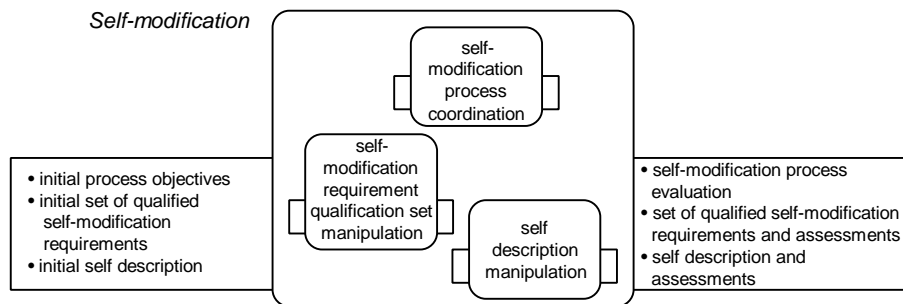 Self-modification
self-
modification
process
coordination
self-
modification
requirement
qualification set
manipulation
self
description
manipulation
• initial process objectives
• initial set of qualified
self-modification
requirements
• initial self description
• self-modification process
evaluation
• set of qualified self-modification
requirements and assessments
• self description and
assessments